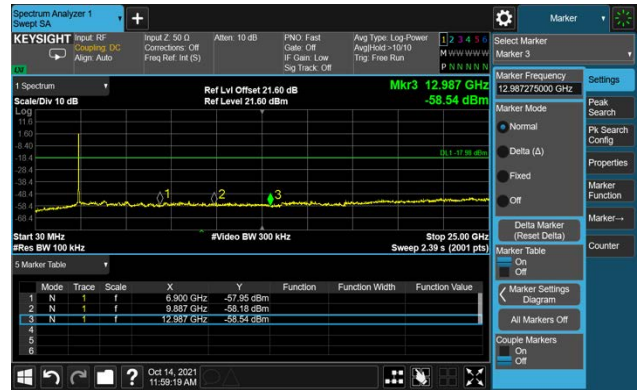 Spectrum Analyzer 1
Swept SA
Marker
KEYSIGHT
Input: RF
Coupling: DC
Align: Auto
Input Z: 50 Ω
Corrections: Off
Freq Ref: Int (S)
Atten: 10 dB
PNO: Fast
Gate: Off
IF Gain: Low
Sig Track: Off
Avg Type: Log-Power
Avg|Hold:>10/10
Trig: Free Run
1 2 3 4 5 6
M W W W W W
P N N N N N
Select Marker
Marker 3
1 Spectrum
Scale/Div 10 dB
Ref Lvl Offset 21.60 dB
Ref Level 21.60 dBm
Mkr3 12.987 GHz
-58.54 dBm
Log
11.6
1.60
-8.40
-18.4
-28.4
-38.4
-48.4
-58.4
-68.4
DL1 -17.98 dBm
1
2
3
Start 30 MHz
#Res BW 100 kHz
#Video BW 300 kHz
Stop 25.00 GHz
Sweep 2.39 s (2001 pts)
5 Marker Table
Mode Trace Scale X Y Function Function Width Function Value
1 N 1 f 6.900 GHz -57.95 dBm
2 N 1 f 9.887 GHz -58.18 dBm
3 N 1 f 12.987 GHz -58.54 dBm
4
5
6
Marker Frequency
12.987275000 GHz
Marker Mode
Normal
Delta (Δ)
Fixed
Off
Delta Marker
(Reset Delta)
Marker Table
On
Off
Marker Settings
Diagram
All Markers Off
Couple Markers
On
Off
Settings
Peak
Search
Pk Search
Config
Properties
Marker
Function
Marker→
Counter
?
Oct 14, 2021
11:59:19 AM